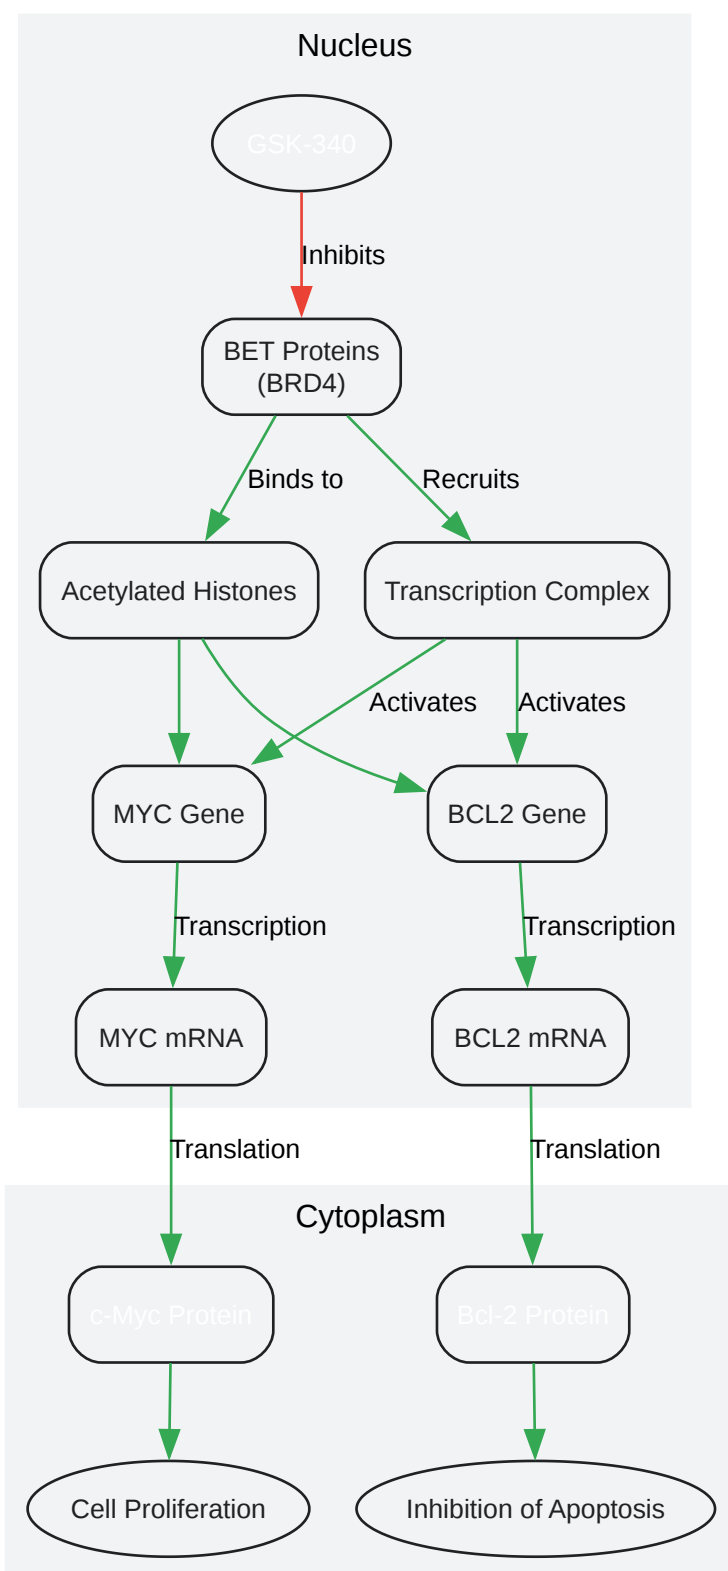 Nucleus
GSK-340
Inhibits
BET Proteins
(BRD4)
Binds to
Recruits
Acetylated Histones
Transcription Complex
Activates
Activates
MYC Gene
BCL2 Gene
Transcription
Transcription
MYC mRNA
BCL2 mRNA
Translation
Translation
Cytoplasm
c-Myc Protein
Bcl-2 Protein
Cell Proliferation
Inhibition of Apoptosis